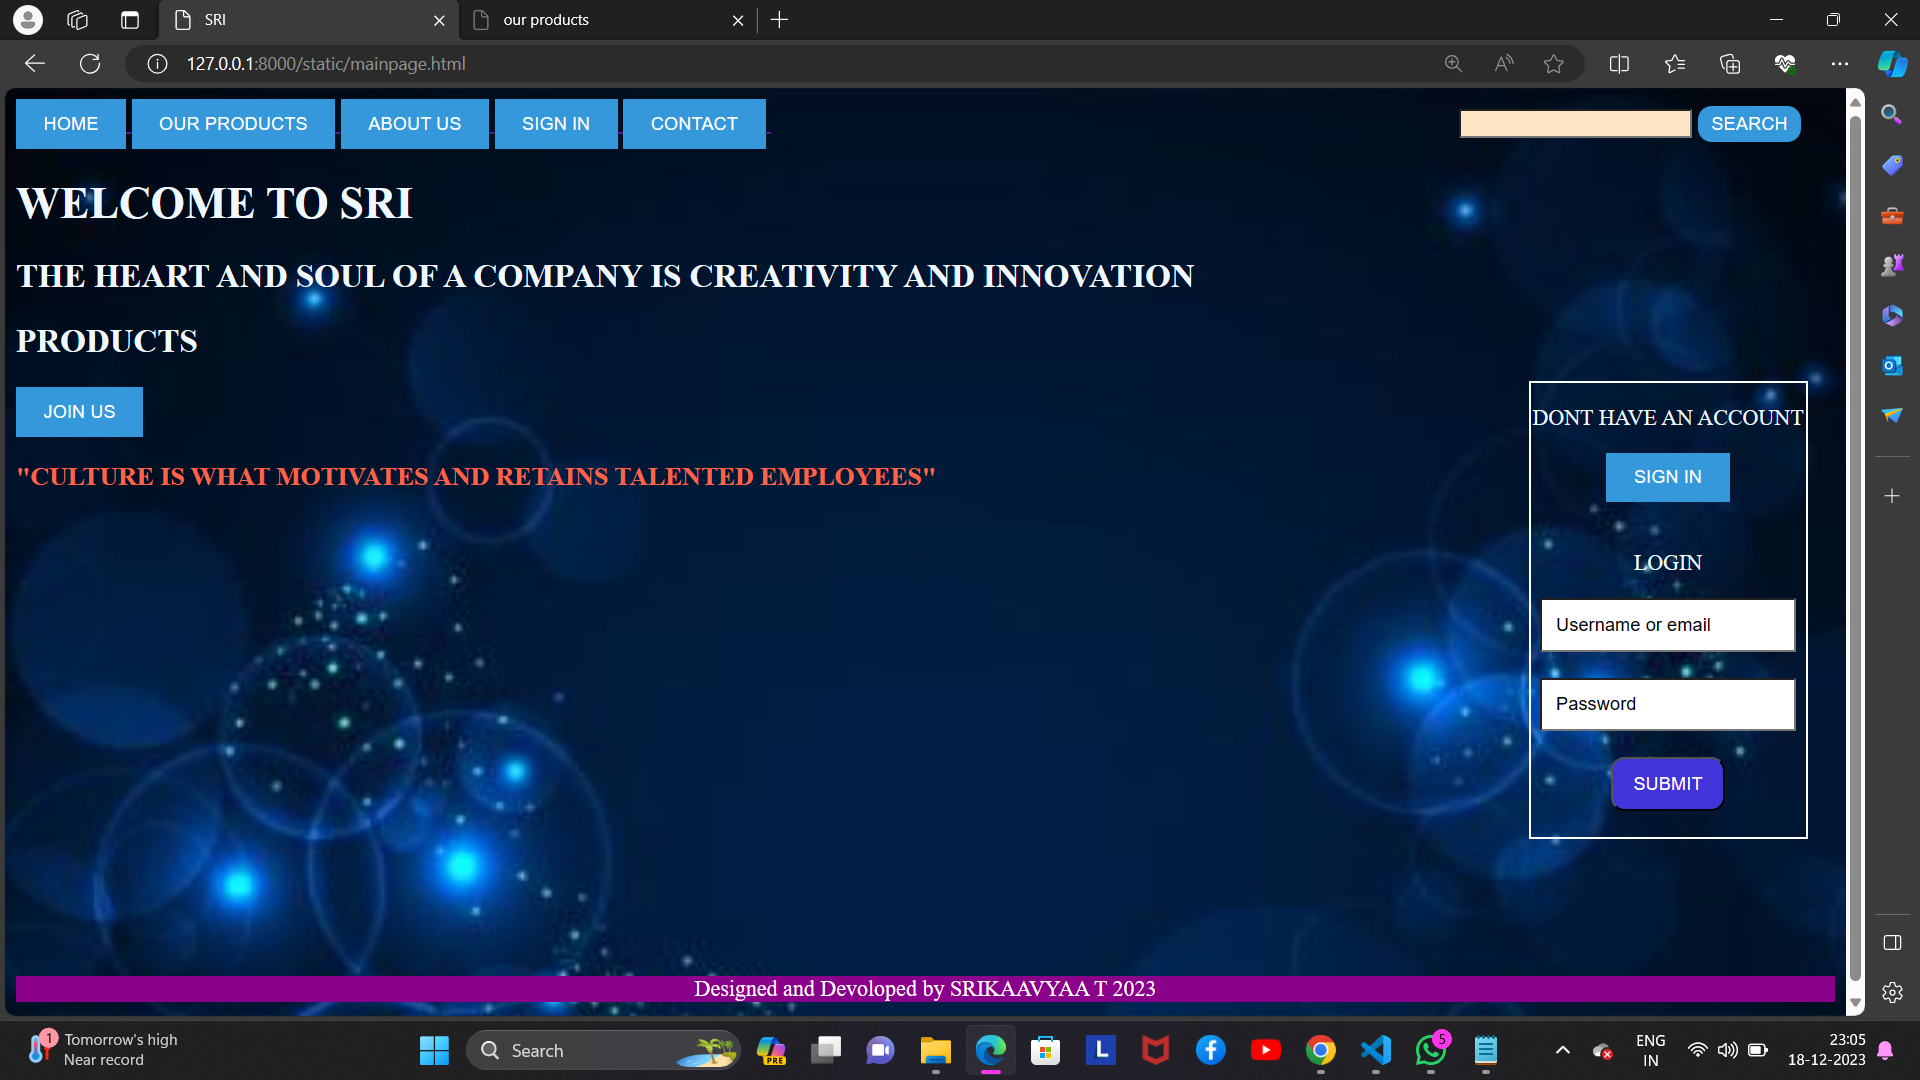 SRI
our products
127.0.0.1:8000/static/mainpage.html
HOME
OUR PRODUCTS
ABOUT US
SIGN IN
CONTACT
SEARCH
WELCOME TO SRI
THE HEART AND SOUL OF A COMPANY IS CREATIVITY AND INNOVATION
PRODUCTS
JOIN US
"CULTURE IS WHAT MOTIVATES AND RETAINS TALENTED EMPLOYEES"
DONT HAVE AN ACCOUNT
SIGN IN
LOGIN
Username or email
Password
SUBMIT
Designed and Devoloped by SRIKAAVYAA T 2023
1
Tomorrow's high
Near record
Search
PRE
L
5
ENG
IN
23:05
18-12-2023